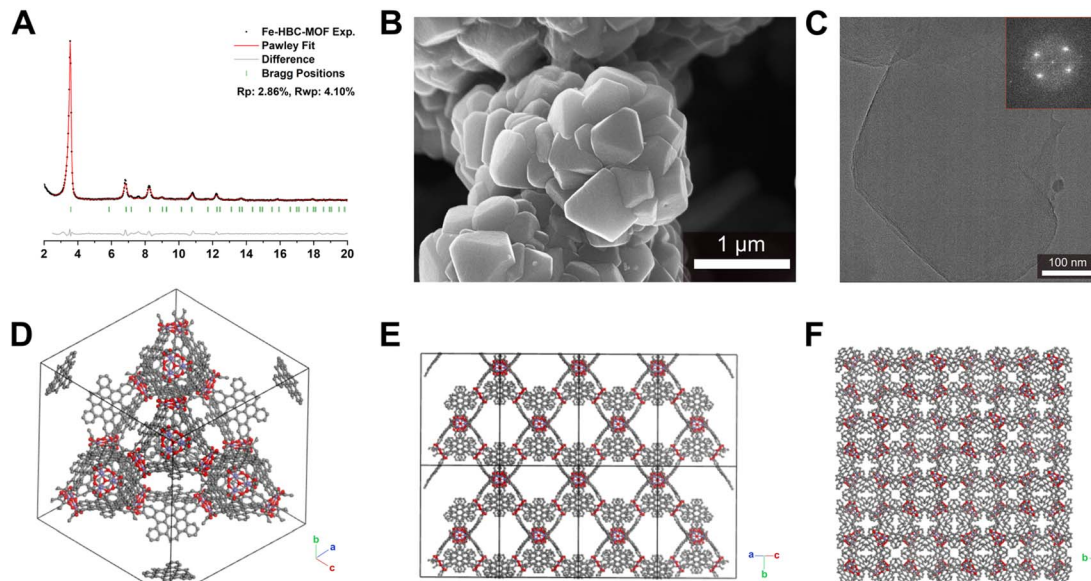 A
Fe-HBC-MOF Exp.
Pawley Fit
Difference
Bragg Positions
Rp: 2.86%, Rwp: 4.10%
2 4 6 8 10 12 14 16 18 20
B
1 μm
C
100 nm
D
b
a
c
E
a c
b
F
b